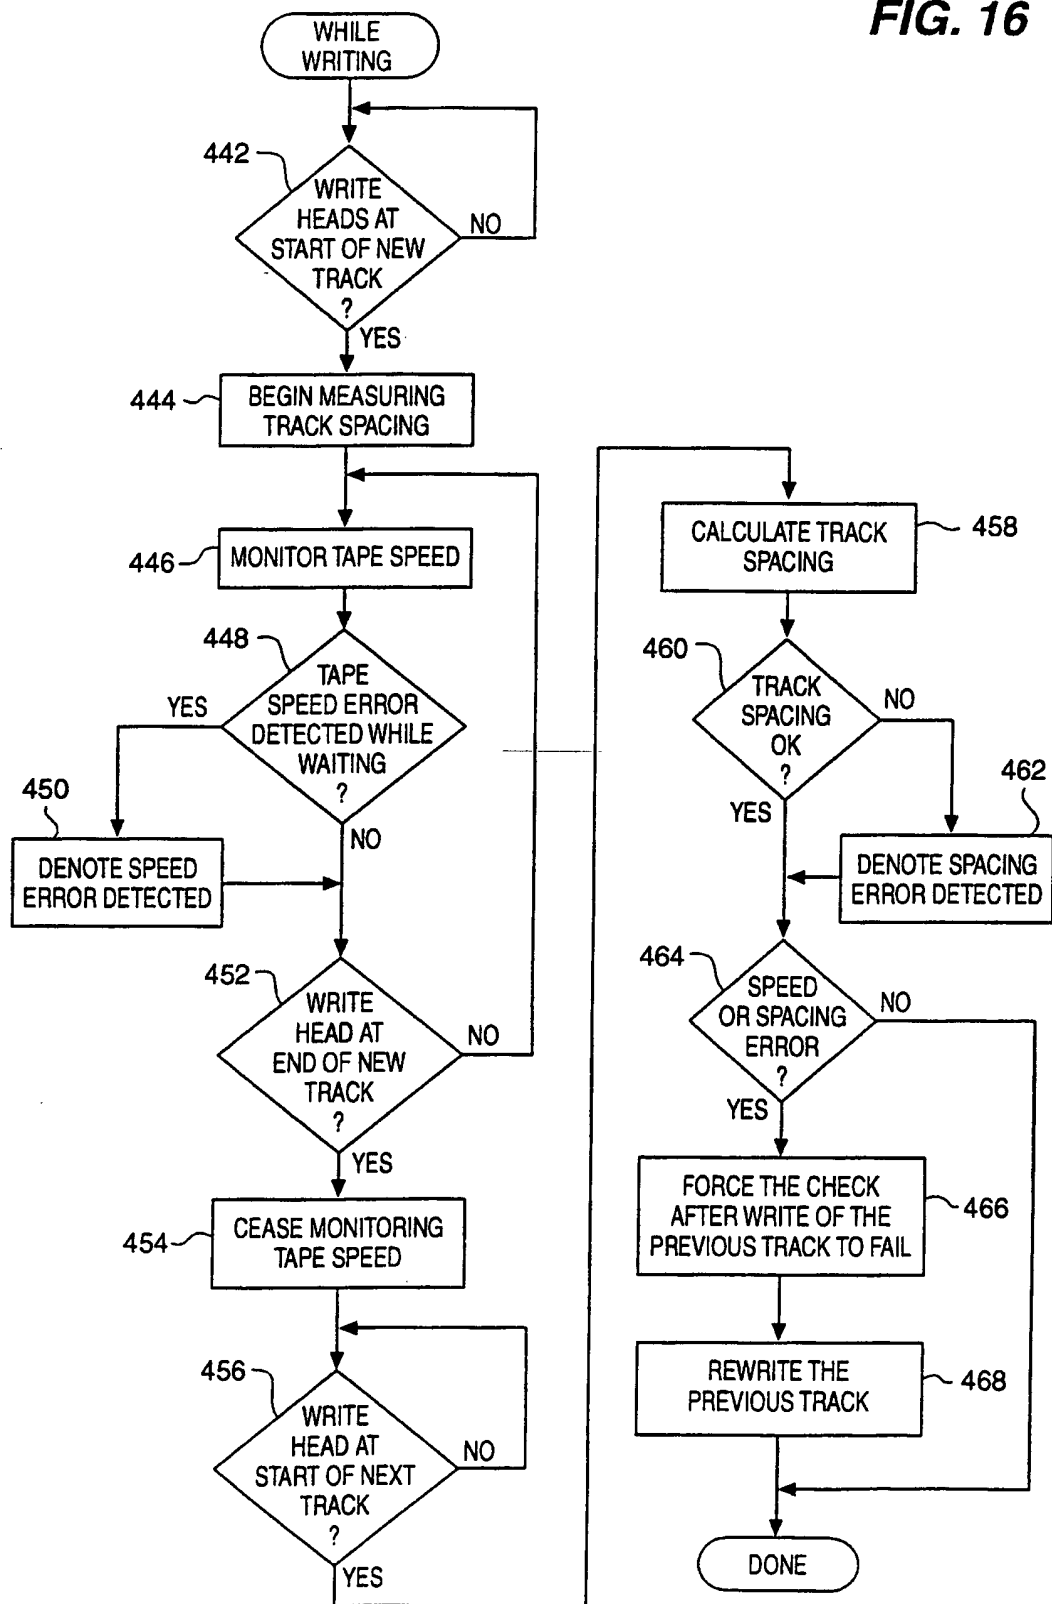 FIG. 16
WHILE
WRITING
442
WRITE
HEADS AT
START OF NEW
TRACK
?
NO
YES
444
BEGIN MEASURING
TRACK SPACING
446
MONITOR TAPE SPEED
448
TAPE
SPEED ERROR
DETECTED WHILE
WAITING
?
YES
NO
450
DENOTE SPEED
ERROR DETECTED
452
WRITE
HEAD AT
END OF NEW
TRACK
?
NO
YES
454
CEASE MONITORING
TAPE SPEED
456
WRITE
HEAD AT
START OF NEXT
TRACK
?
NO
YES
CALCULATE TRACK
SPACING
458
460
TRACK
SPACING
OK
?
NO
YES
462
DENOTE SPACING
ERROR DETECTED
464
SPEED
OR SPACING
ERROR
?
NO
YES
FORCE THE CHECK
AFTER WRITE OF THE
PREVIOUS TRACK TO FAIL
466
REWRITE THE
PREVIOUS TRACK
468
DONE